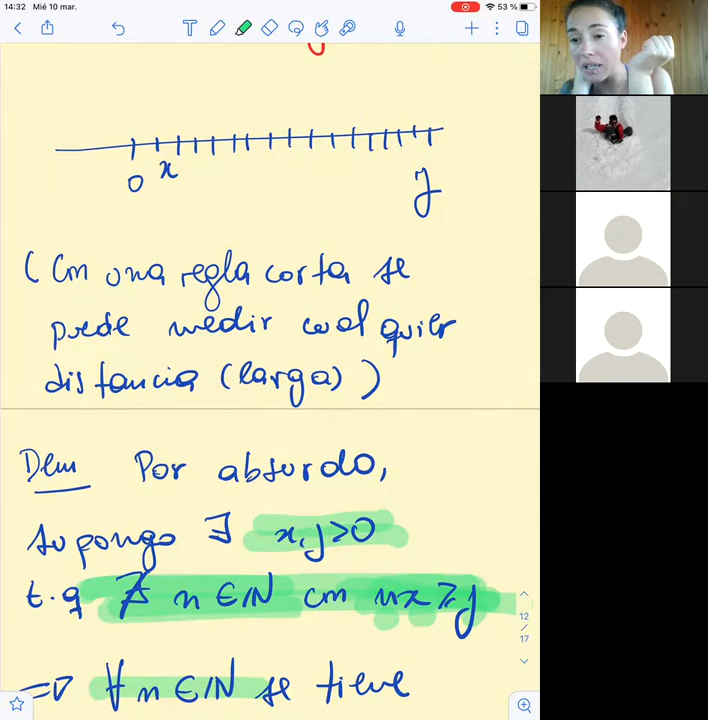 14:32 Mié 10 mar.
53 %
T
0 x y
(Con una regla corta se
puede medir cualquier
distancia (larga))
Dem Por absurdo,
supongo ∃ x, y > 0
t.q ∄ n ∈ ℕ con nx ≥ y
12
/
17
⇒ ∀ n ∈ ℕ se tiene